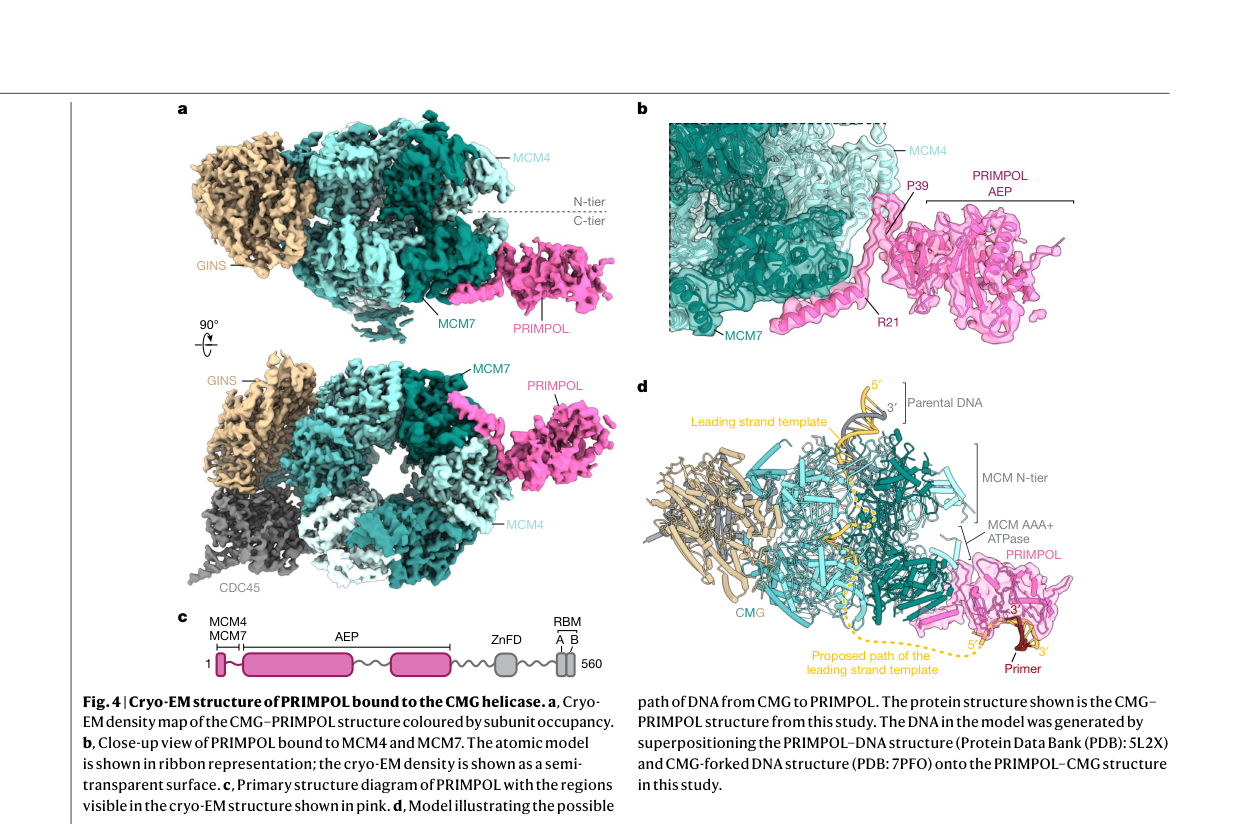 a
MCM4
N-tier
C-tier
GINS
MCM7
PRIMPOL
90°
GINS
MCM7
PRIMPOL
MCM4
CDC45
b
MCM4
P39
PRIMPOL
AEP
R21
MCM7
c
MCM4
MCM7
AEP
ZnFD
RBM
A B
1
560
d
5′
3′
Parental DNA
Leading strand template
MCM N-tier
MCM AAA+
ATPase
PRIMPOL
CMG
3′
5′
3′
Proposed path of the
leading strand template
Primer
Fig. 4 | Cryo-EM structure of PRIMPOL bound to the CMG helicase. a, Cryo-
EM density map of the CMG–PRIMPOL structure coloured by subunit occupancy.
b, Close-up view of PRIMPOL bound to MCM4 and MCM7. The atomic model
is shown in ribbon representation; the cryo-EM density is shown as a semi-
transparent surface. c, Primary structure diagram of PRIMPOL with the regions
visible in the cryo-EM structure shown in pink. d, Model illustrating the possible
path of DNA from CMG to PRIMPOL. The protein structure shown is the CMG–
PRIMPOL structure from this study. The DNA in the model was generated by
superpositioning the PRIMPOL–DNA structure (Protein Data Bank (PDB): 5L2X)
and CMG-forked DNA structure (PDB: 7PFO) onto the PRIMPOL–CMG structure
in this study.